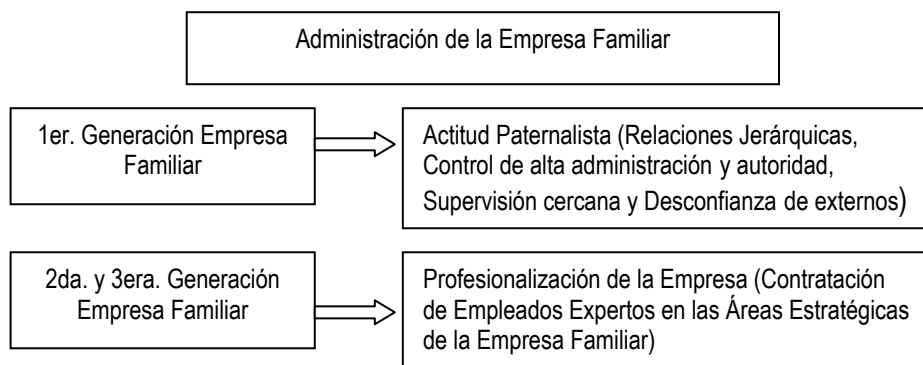 Administración de la Empresa Familiar
1er. Generación Empresa
Familiar
Actitud Paternalista (Relaciones Jerárquicas,
Control de alta administración y autoridad,
Supervisión cercana y Desconfianza de externos)
2da. y 3era. Generación
Empresa Familiar
Profesionalización de la Empresa (Contratación
de Empleados Expertos en las Áreas Estratégicas
de la Empresa Familiar)